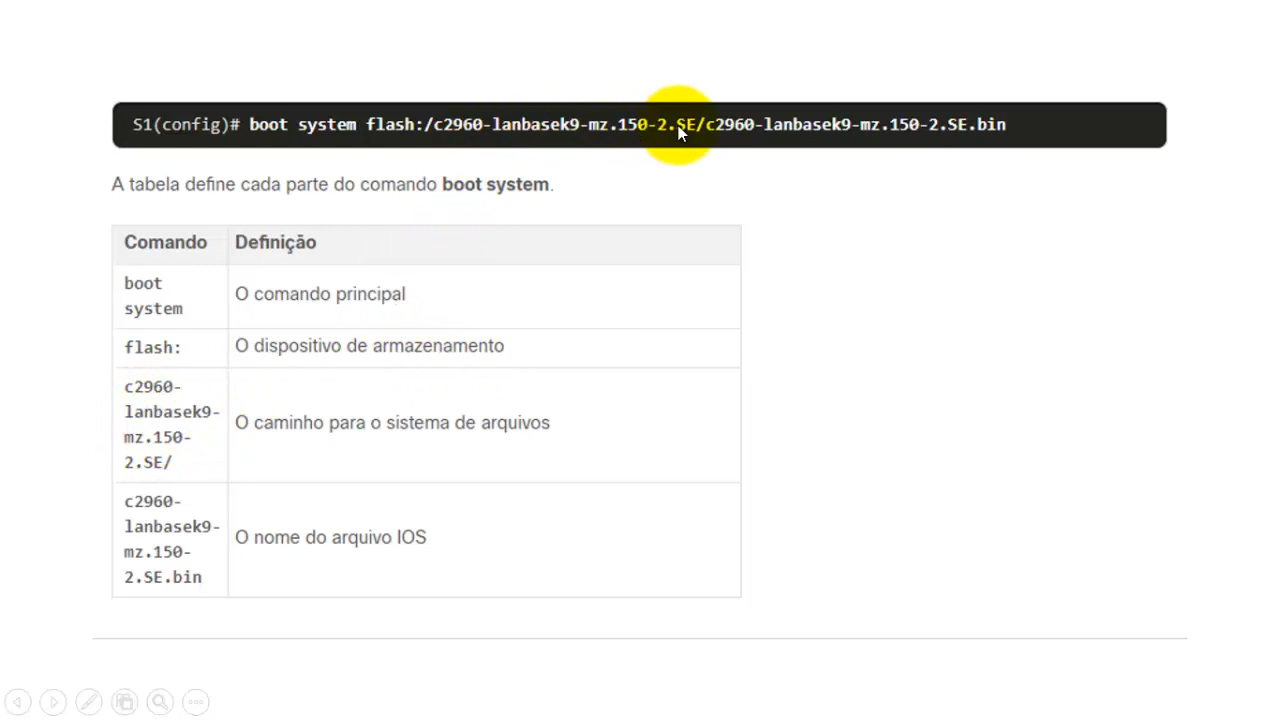 S1(config)# boot system flash:/c2960-lanbasek9-mz.150-2.SE/c2960-lanbasek9-mz.150-2.SE.bin
A tabela define cada parte do comando boot system.
Comando Definição
boot
system
O comando principal
flash: O dispositivo de armazenamento
c2960-
lanbasek9-
mz.150-
2.SE/
O caminho para o sistema de arquivos
c2960-
lanbasek9-
mz.150-
2.SE.bin
O nome do arquivo IOS